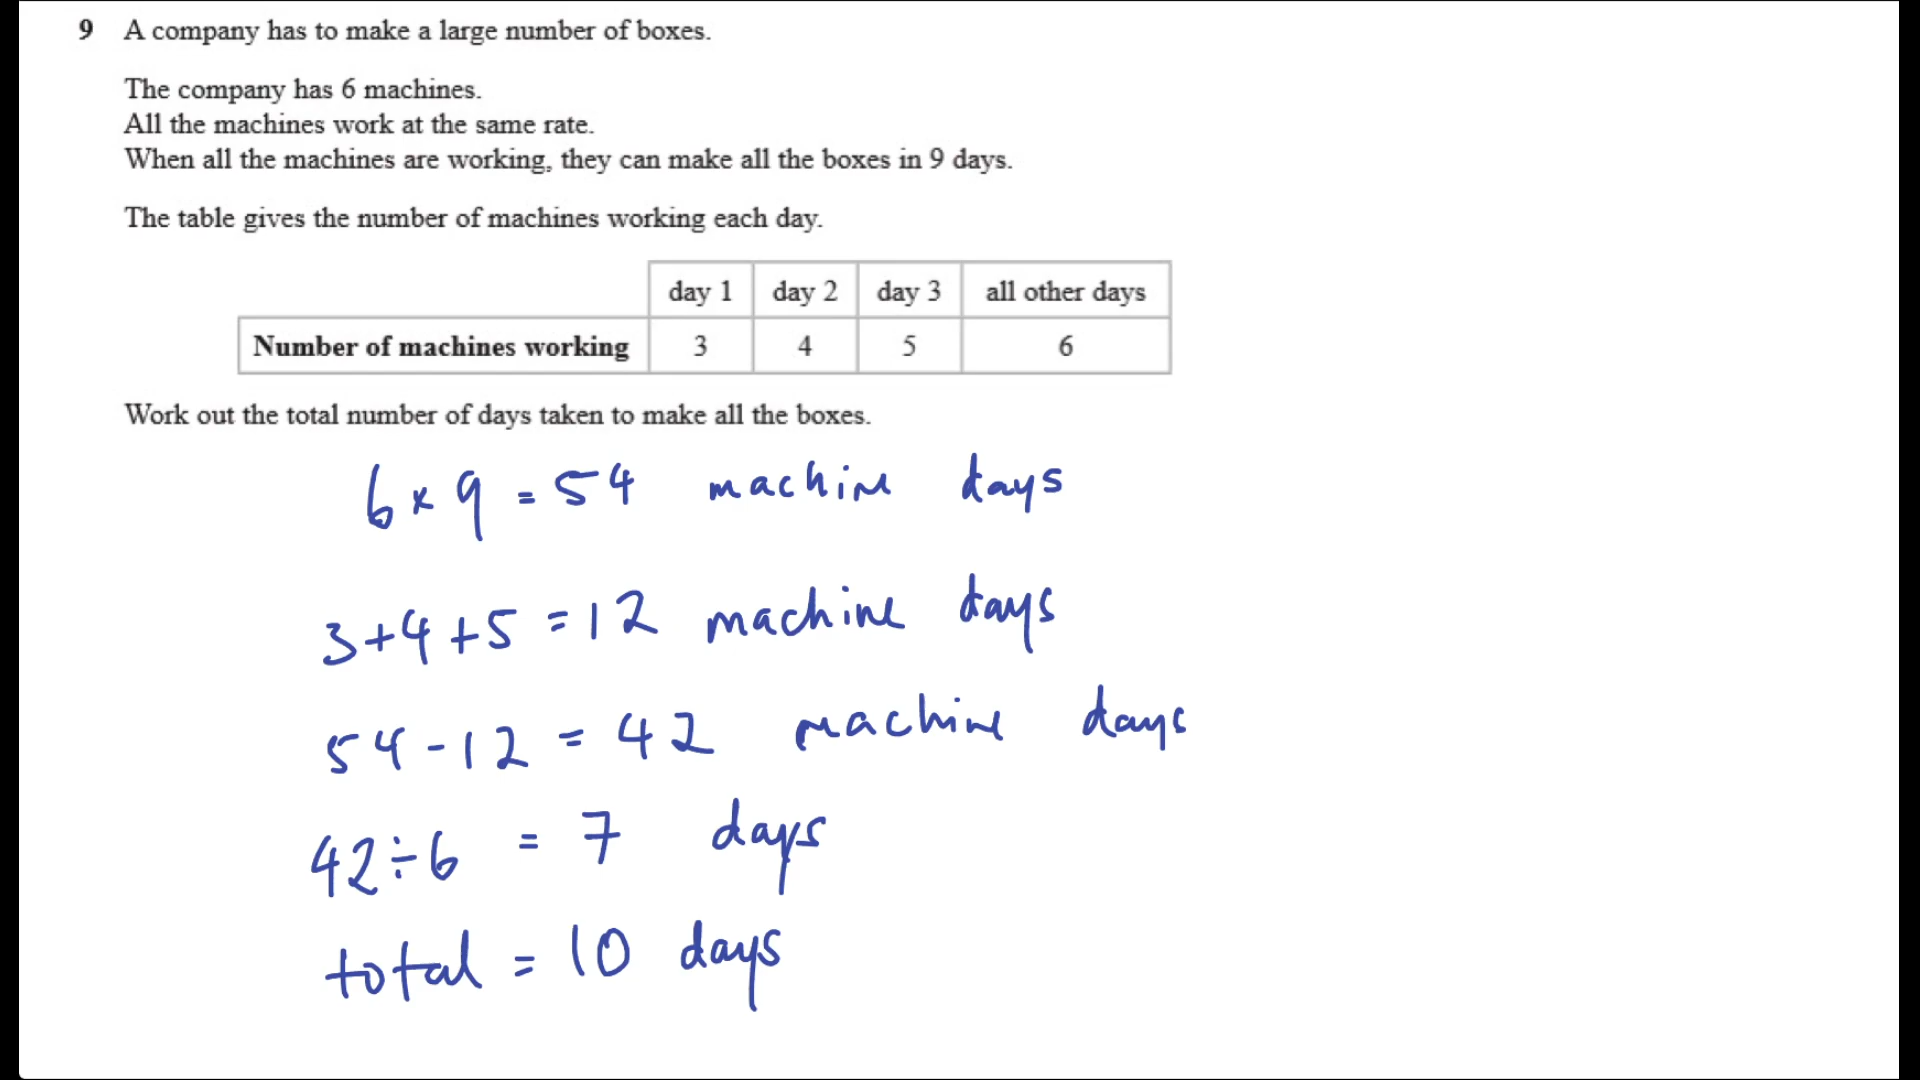 9 A company has to make a large number of boxes.
The company has 6 machines.
All the machines work at the same rate.
When all the machines are working, they can make all the boxes in 9 days.
The table gives the number of machines working each day.
day 1 day 2 day 3 all other days
Number of machines working 3 4 5 6
Work out the total number of days taken to make all the boxes.
6 × 9 = 54 machine days
3+4+5 = 12 machine days
54-12 = 42 machine days
42÷6 = 7 days
total = 10 days